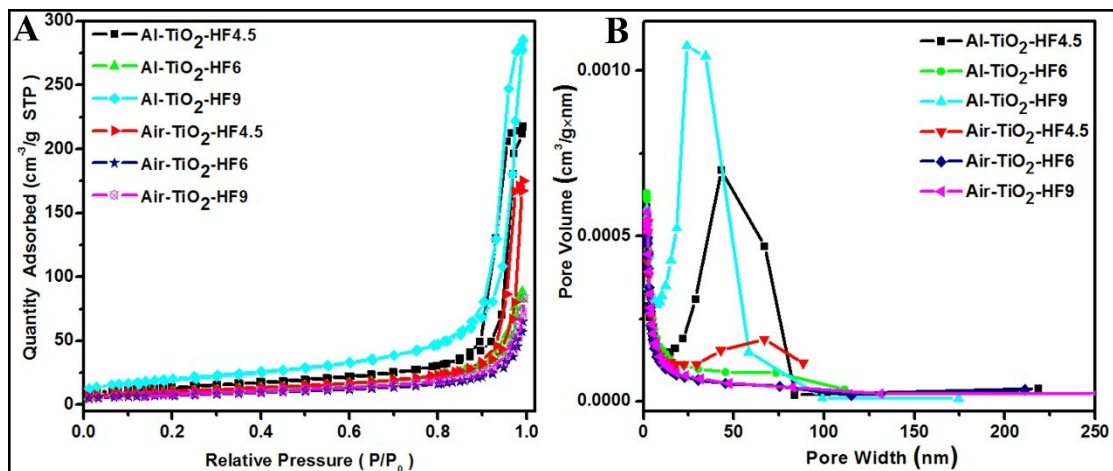 A
Al-TiO2-HF4.5
Al-TiO2-HF6
Al-TiO2-HF9
Air-TiO2-HF4.5
Air-TiO2-HF6
Air-TiO2-HF9
Quantity Adsorbed (cm-3/g STP )
300
250
200
150
100
50
0
0.0 0.2 0.4 0.6 0.8 1.0
Relative Pressure ( P/P0 )
B
Al-TiO2-HF4.5
Al-TiO2-HF6
Al-TiO2-HF9
Air-TiO2-HF4.5
Air-TiO2-HF6
Air-TiO2-HF9
Pore Volume (cm3/g×nm)
0.0010
0.0005
0.0000
0 50 100 150 200 250
Pore Width (nm)